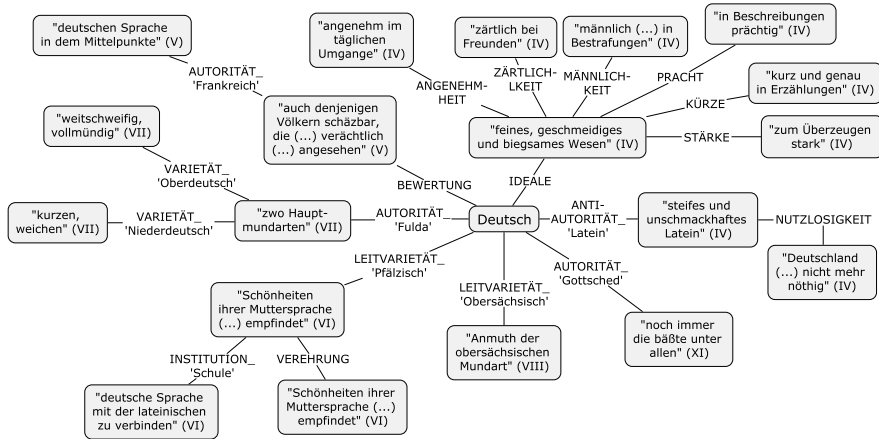 "deutschen Sprache
in dem Mittelpunkte" (V)
"angenehm im
täglichen
Umgange" (IV)
"zärtlich bei
Freunden" (IV)
"männlich (...) in
Bestrafungen" (IV)
"in Beschreibungen
prächtig" (IV)
AUTORITÄT_
'Frankreich'
ANGENEHM-
HEIT
ZÄRTLICH-
LKEIT
MÄNNLICH-
KEIT
PRACHT
"kurz und genau
in Erzählungen" (IV)
KÜRZE
"weitschweifig,
vollmündig" (VII)
"auch denjenigen
Völkern schäzbar,
die (...) verächtlich
(...) angesehen" (V)
"feines, geschmeidiges
und biegsames Wesen" (IV)
STÄRKE
"zum Überzeugen
stark" (IV)
VARIETÄT_
'Oberdeutsch'
BEWERTUNG
IDEALE
"kurzen,
weichen" (VII)
VARIETÄT_
'Niederdeutsch'
"zwo Haupt-
mundarten" (VII)
AUTORITÄT_
'Fulda'
Deutsch
ANTI-
AUTORITÄT_
'Latein'
"steifes und
unschmackhaftes
Latein" (IV)
NUTZLOSIGKEIT
"Deutschland
(...) nicht mehr
nöthig" (IV)
LEITVARIETÄT_
'Pfälzisch'
LEITVARIETÄT_
'Obersächsisch'
AUTORITÄT_
'Gottsched'
"Schönheiten
ihrer Muttersprache
(...) empfindet" (VI)
"Anmuth der
obersächsischen
Mundart" (VIII)
"noch immer
die bäßte unter
allen" (XI)
INSTITUTION_
'Schule'
VEREHRUNG
"deutsche Sprache
mit der lateinischen
zu verbinden" (VI)
"Schönheiten ihrer
Muttersprache (...)
empfindet" (VI)